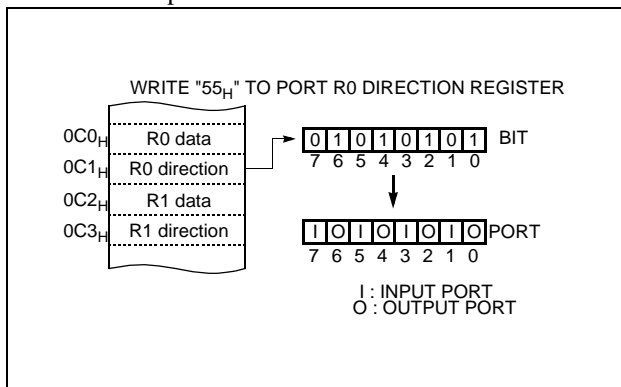 WRITE "55H" TO PORT R0 DIRECTION REGISTER
0C0H R0 data
0C1H R0 direction
0C2H R1 data
0C3H R1 direction
0 1 0 1 0 1 0 1 BIT
7 6 5 4 3 2 1 0
I O I O I O I O PORT
7 6 5 4 3 2 1 0
I : INPUT PORT
O : OUTPUT PORT